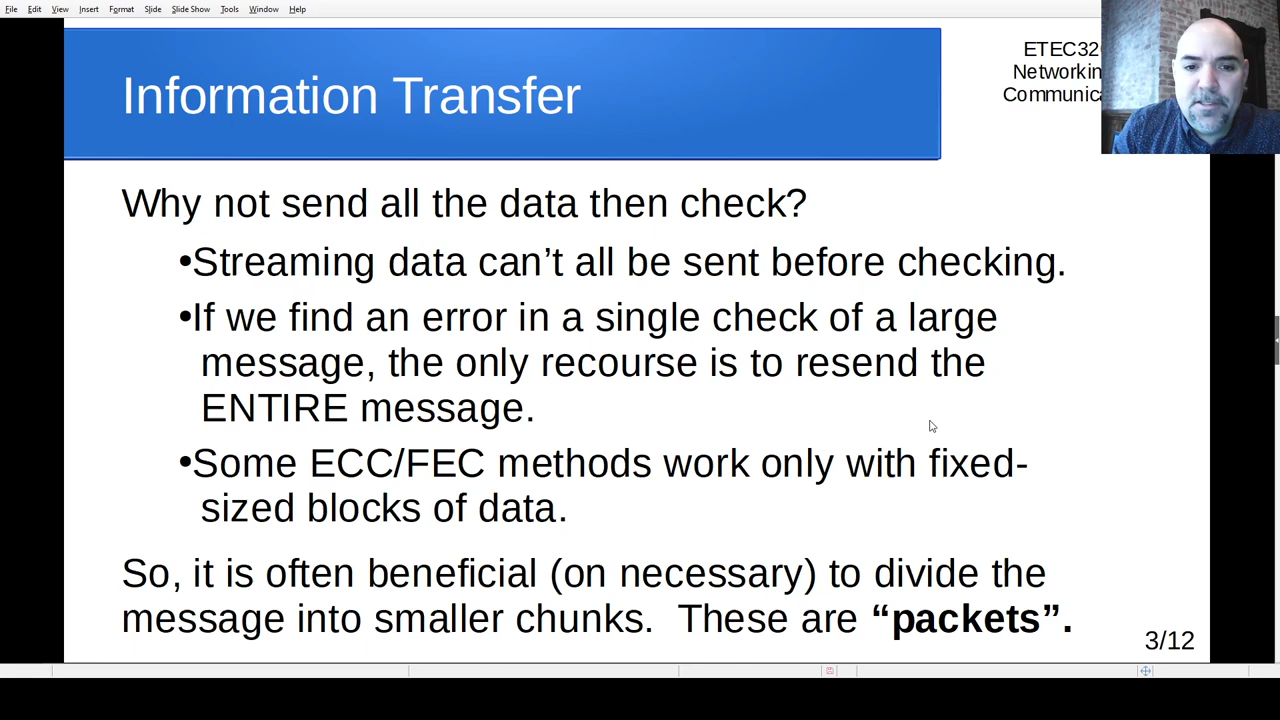 File Edit View Insert Format Slide Slide Show Tools Window Help
Information Transfer
ETEC32
Networkin
Communica
Why not send all the data then check?
•Streaming data can’t all be sent before checking.
•If we find an error in a single check of a large
message, the only recourse is to resend the
ENTIRE message.
•Some ECC/FEC methods work only with fixed-
sized blocks of data.
So, it is often beneficial (on necessary) to divide the
message into smaller chunks.  These are “packets”.
3/12